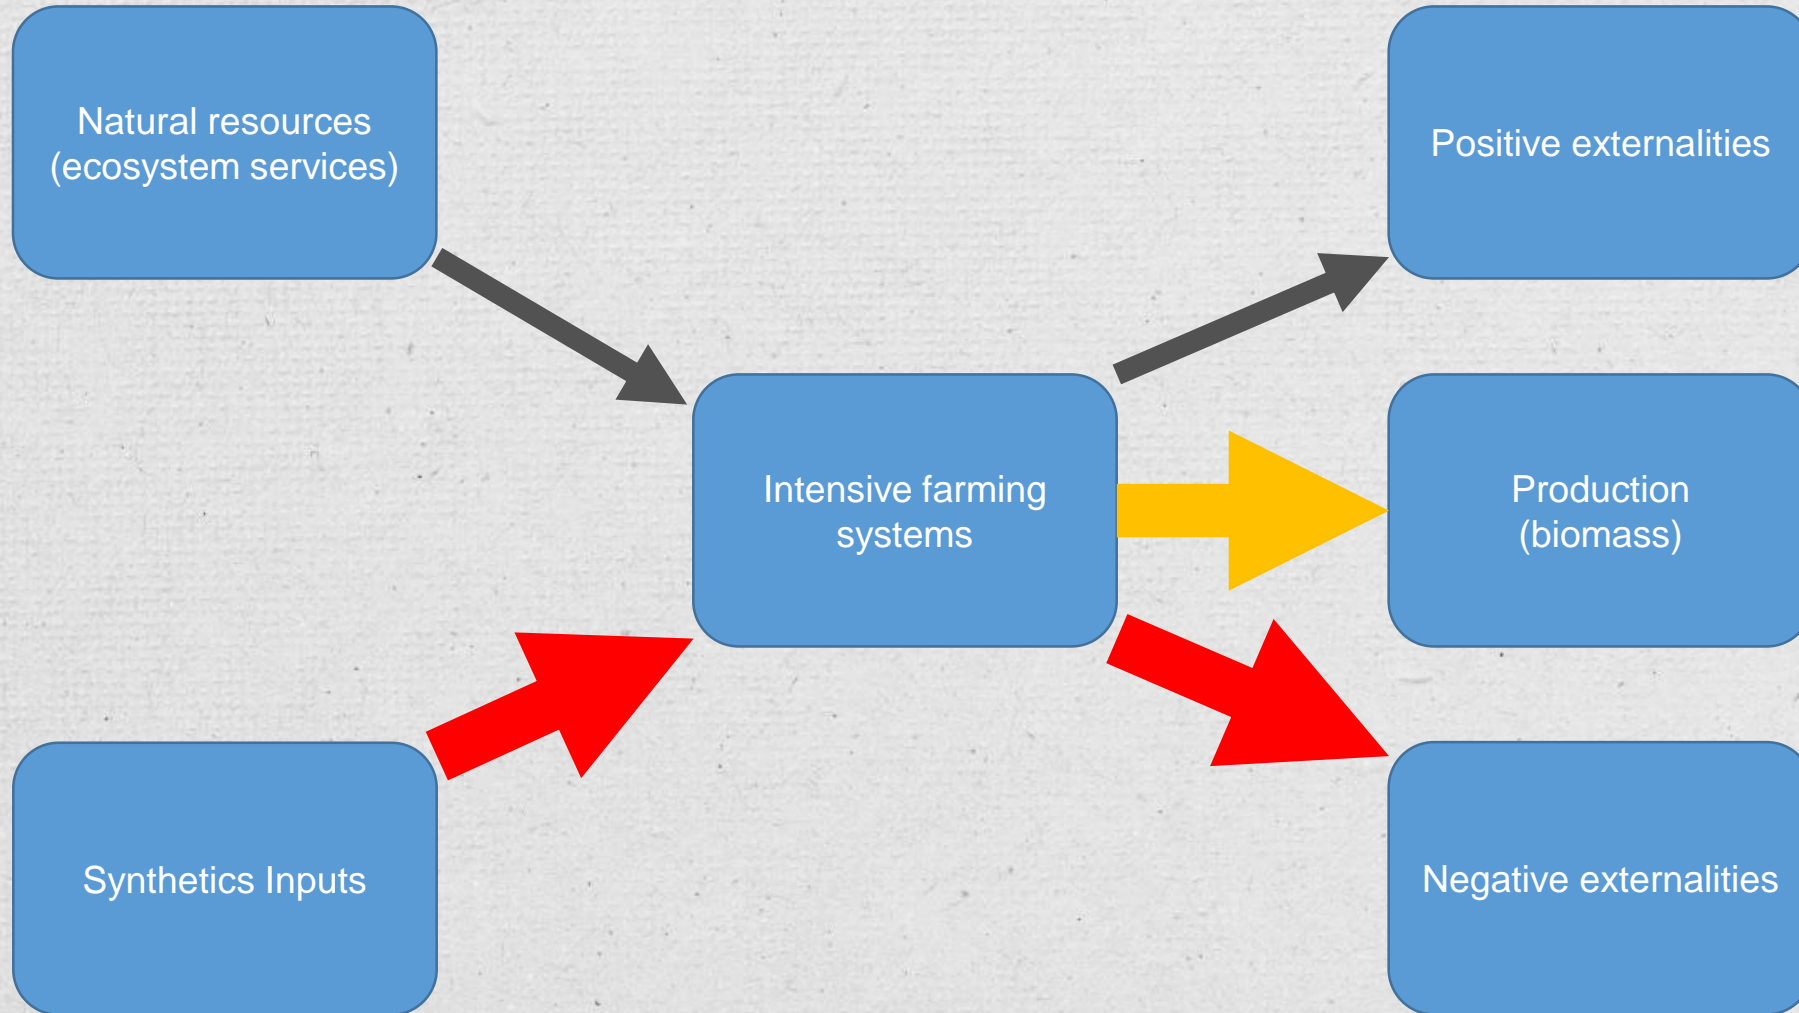 Natural resources
(ecosystem services)
Positive externalities
Intensive farming
systems
Production
(biomass)
Synthetics Inputs
Negative externalities